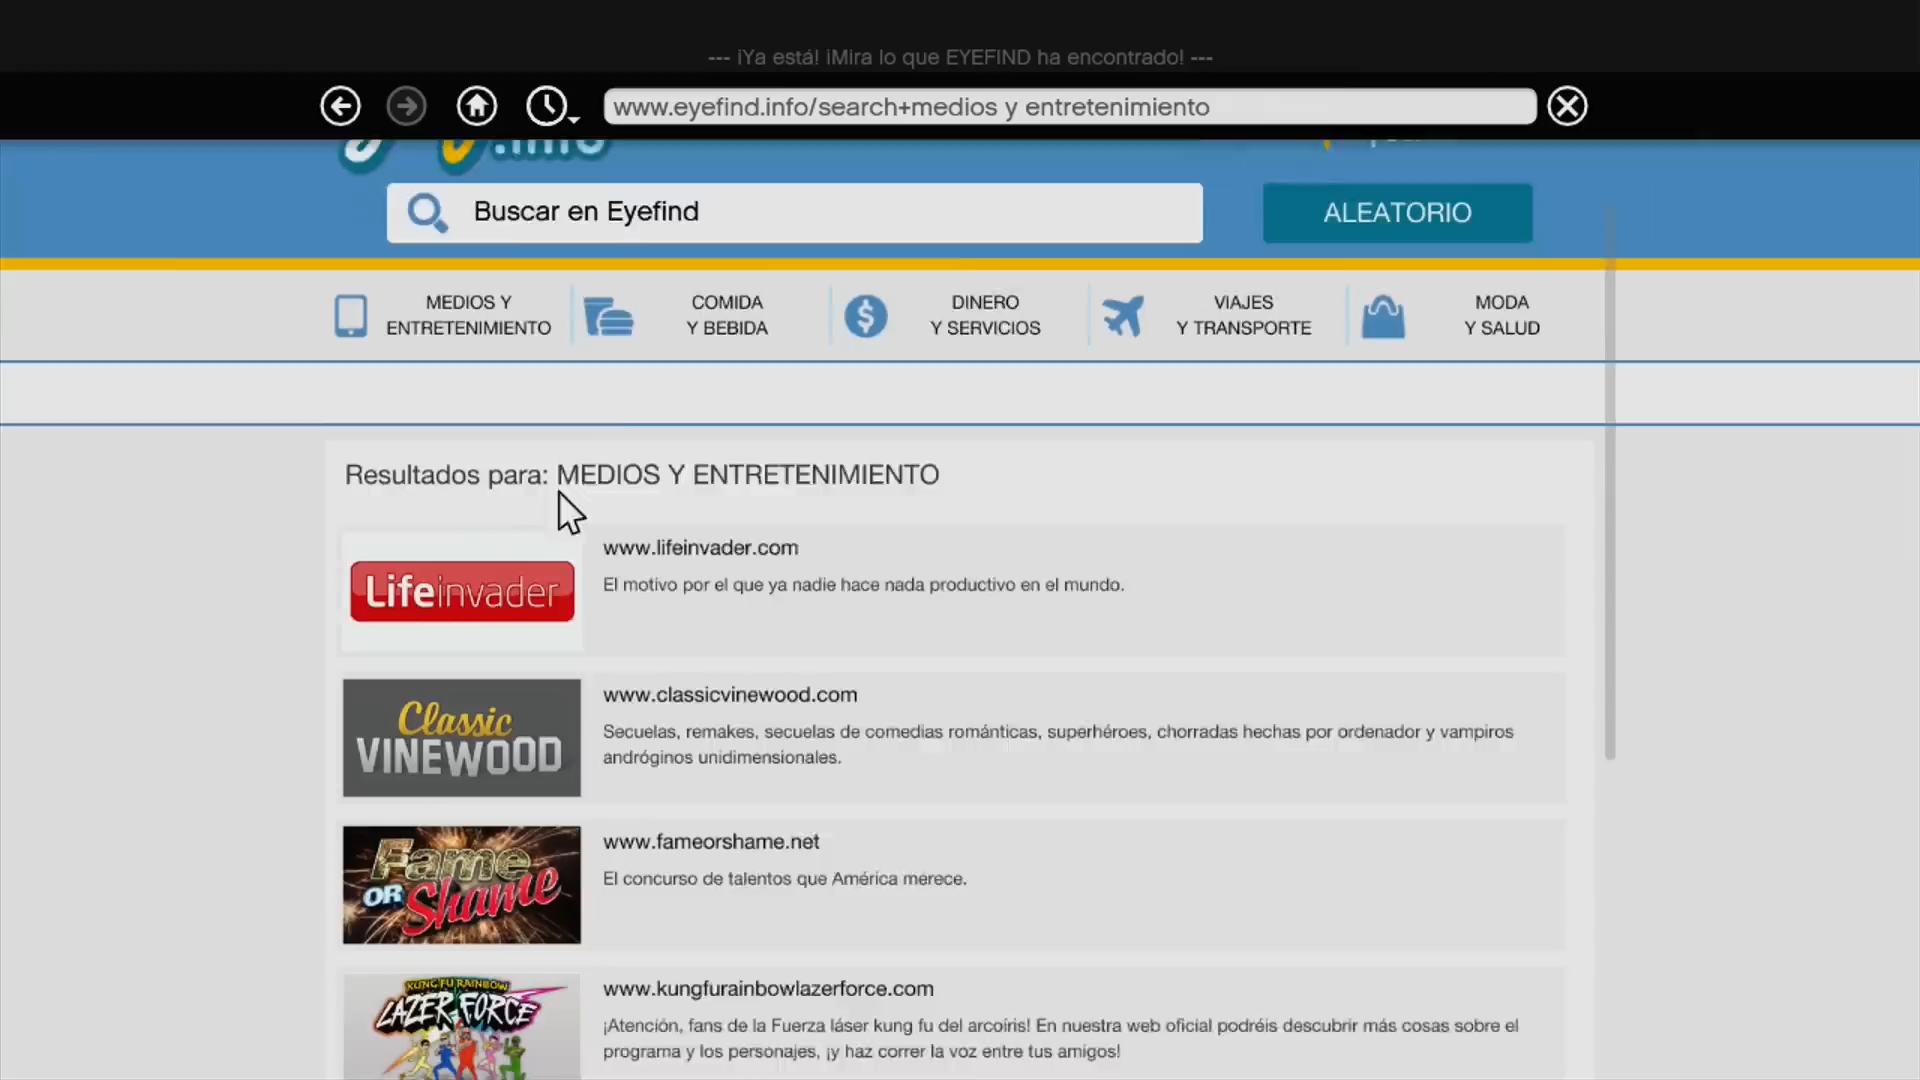 --- ¡Ya está! ¡Mira lo que EYEFIND ha encontrado! ---
www.eyefind.info/search+medios y entretenimiento
.info
Buscar en Eyefind
ALEATORIO
MEDIOS Y
ENTRETENIMIENTO
COMIDA
Y BEBIDA
DINERO
Y SERVICIOS
VIAJES
Y TRANSPORTE
MODA
Y SALUD
Resultados para: MEDIOS Y ENTRETENIMIENTO
Lifeinvader
www.lifeinvader.com
El motivo por el que ya nadie hace nada productivo en el mundo.
Classic
VINEWOOD
www.classicvinewood.com
Secuelas, remakes, secuelas de comedias románticas, superhéroes, chorradas hechas por ordenador y vampiros
andróginos unidimensionales.
Fame
OR Shame
www.fameorshame.net
El concurso de talentos que América merece.
KUNG FU RAINBOW
LAZER FORCE
www.kungfurainbowlazerforce.com
¡Atención, fans de la Fuerza láser kung fu del arcoíris! En nuestra web oficial podréis descubrir más cosas sobre el
programa y los personajes, ¡y haz correr la voz entre tus amigos!